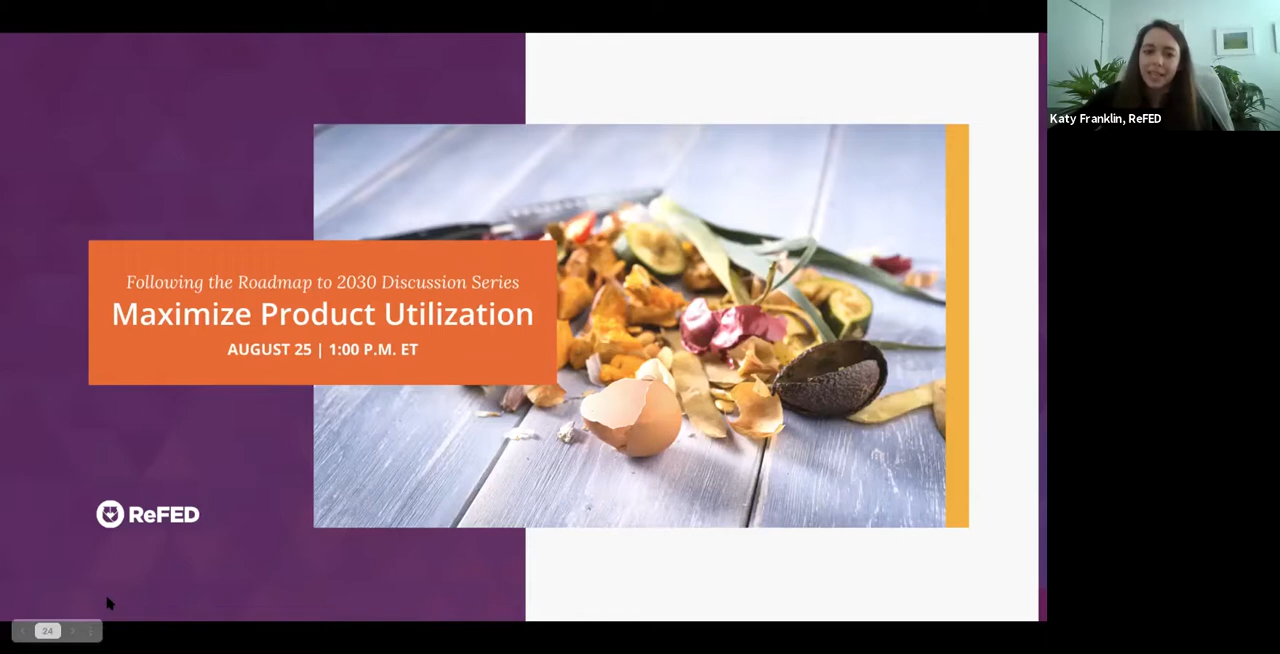 Following the Roadmap to 2030 Discussion Series
Maximize Product Utilization
AUGUST 25 | 1:00 P.M. ET
ReFED
24
Katy Franklin, ReFED